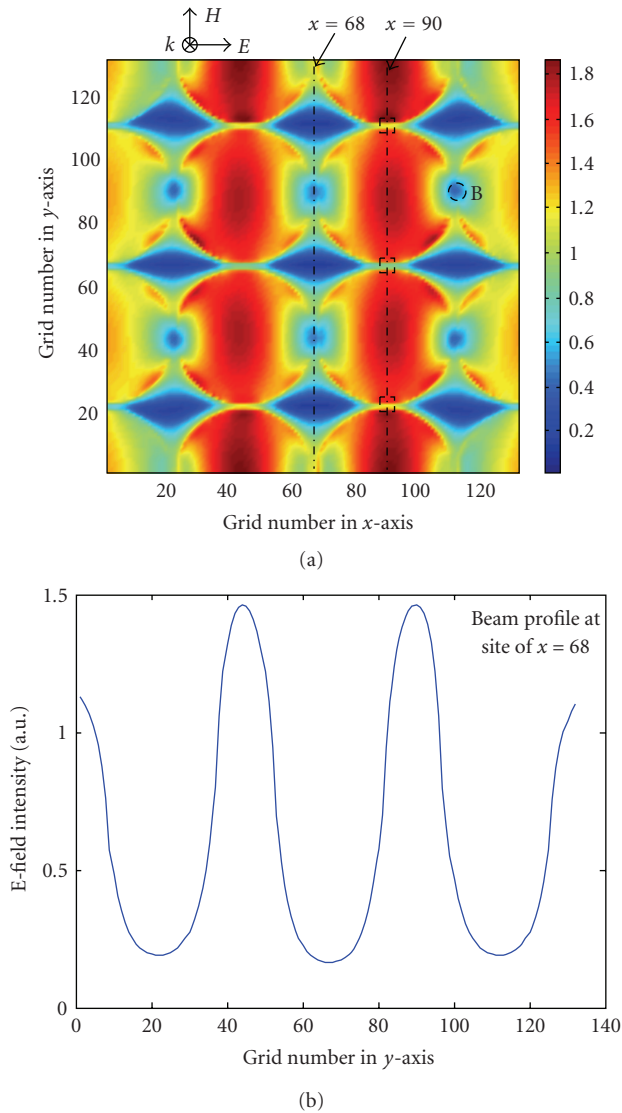 H
k E
x = 68 x = 90
120
100
80
60
40
20
Grid number in y-axis
B
20 40 60 80 100 120
Grid number in x-axis
1.8
1.6
1.4
1.2
1
0.8
0.6
0.4
0.2
(a)
1.5
1
0.5
0
E-field intensity (a.u.)
Beam profile at
site of x = 68
0 20 40 60 80 100 120 140
Grid number in y-axis
(b)